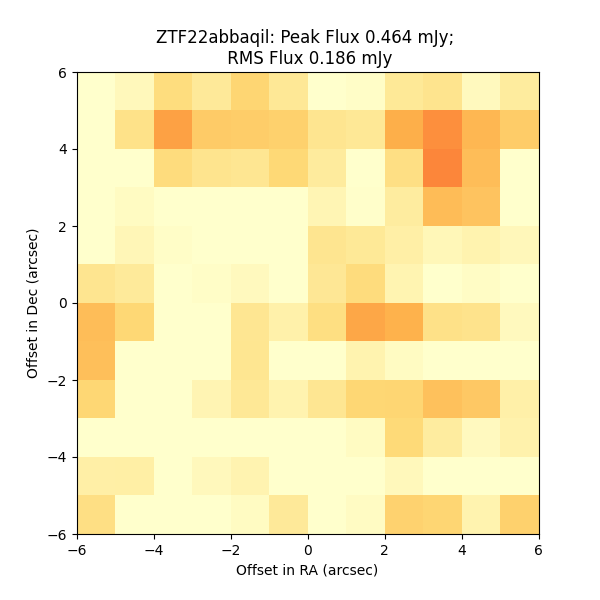 ZTF22abbaqil: Peak Flux 0.464 mJy;
RMS Flux 0.186 mJy
6
4
2
0
−2
−4
−6
Offset in Dec (arcsec)
−6 −4 −2 0 2 4 6
Offset in RA (arcsec)